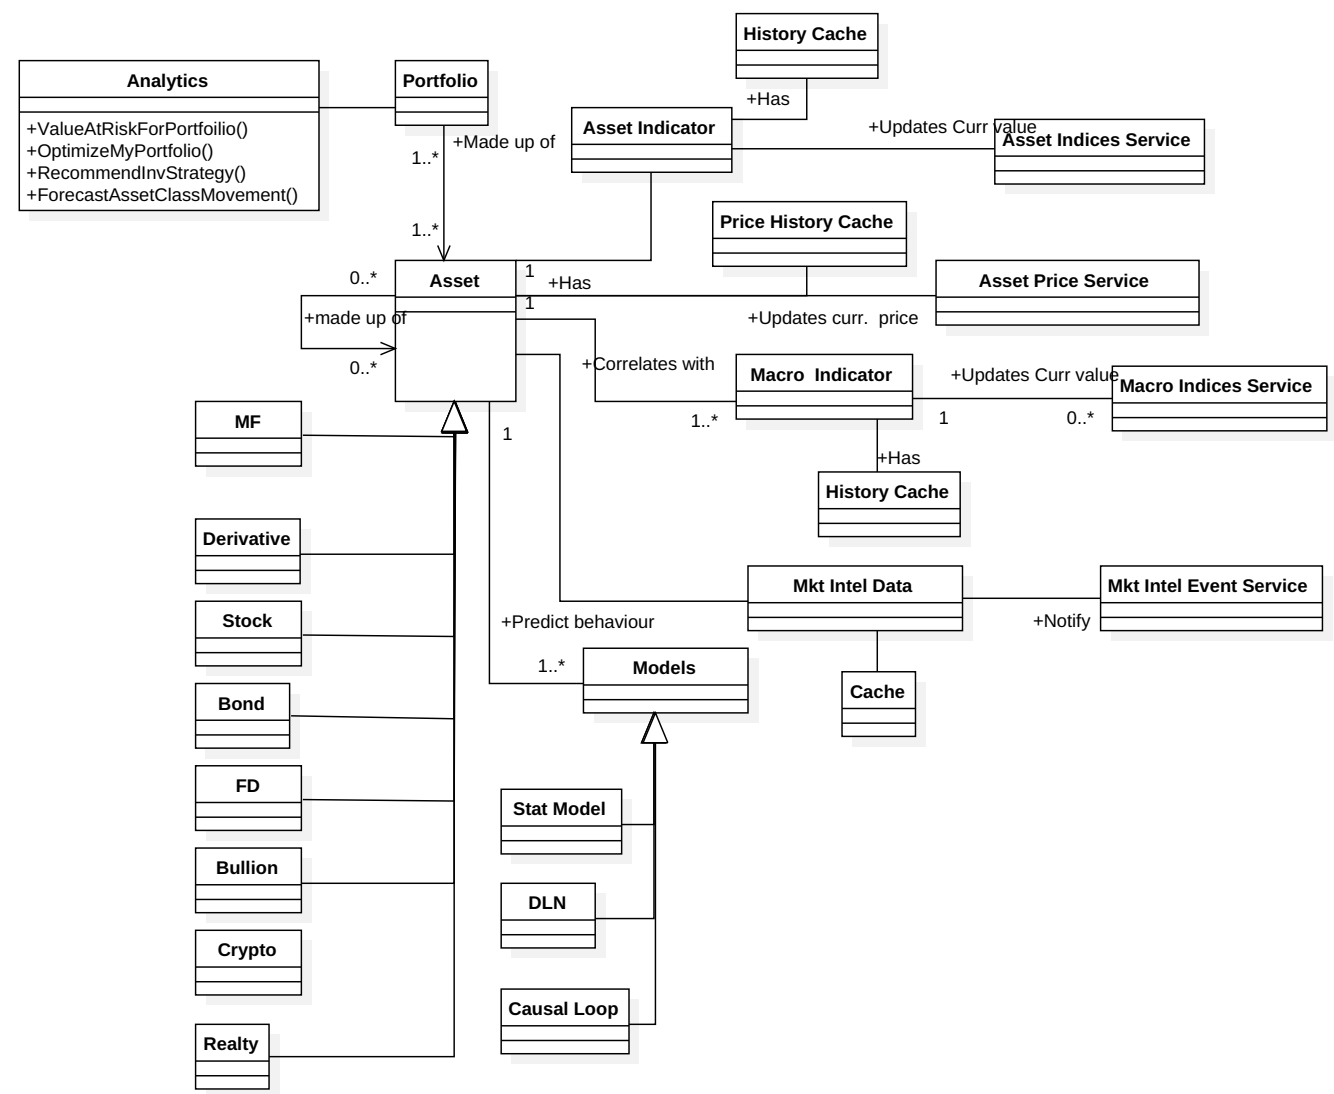 History Cache
Analytics
Portfolio
+Has
+ValueAtRiskForPortfoilio()
+OptimizeMyPortfolio()
+RecommendInvStrategy()
+ForecastAssetClassMovement()
+Made up of
1..*
Asset Indicator
+Updates Curr value
Asset Indices Service
1..*
Price History Cache
0..*
Asset
1
+Has
1
Asset Price Service
+made up of
+Updates curr.  price
0..*
+Correlates with
Macro  Indicator
+Updates Curr value
Macro Indices Service
1..*
1
0..*
MF
1
+Has
History Cache
Derivative
Mkt Intel Data
Mkt Intel Event Service
Stock
+Predict behaviour
+Notify
1..*
Models
Cache
Bond
FD
Stat Model
Bullion
DLN
Crypto
Causal Loop
Realty